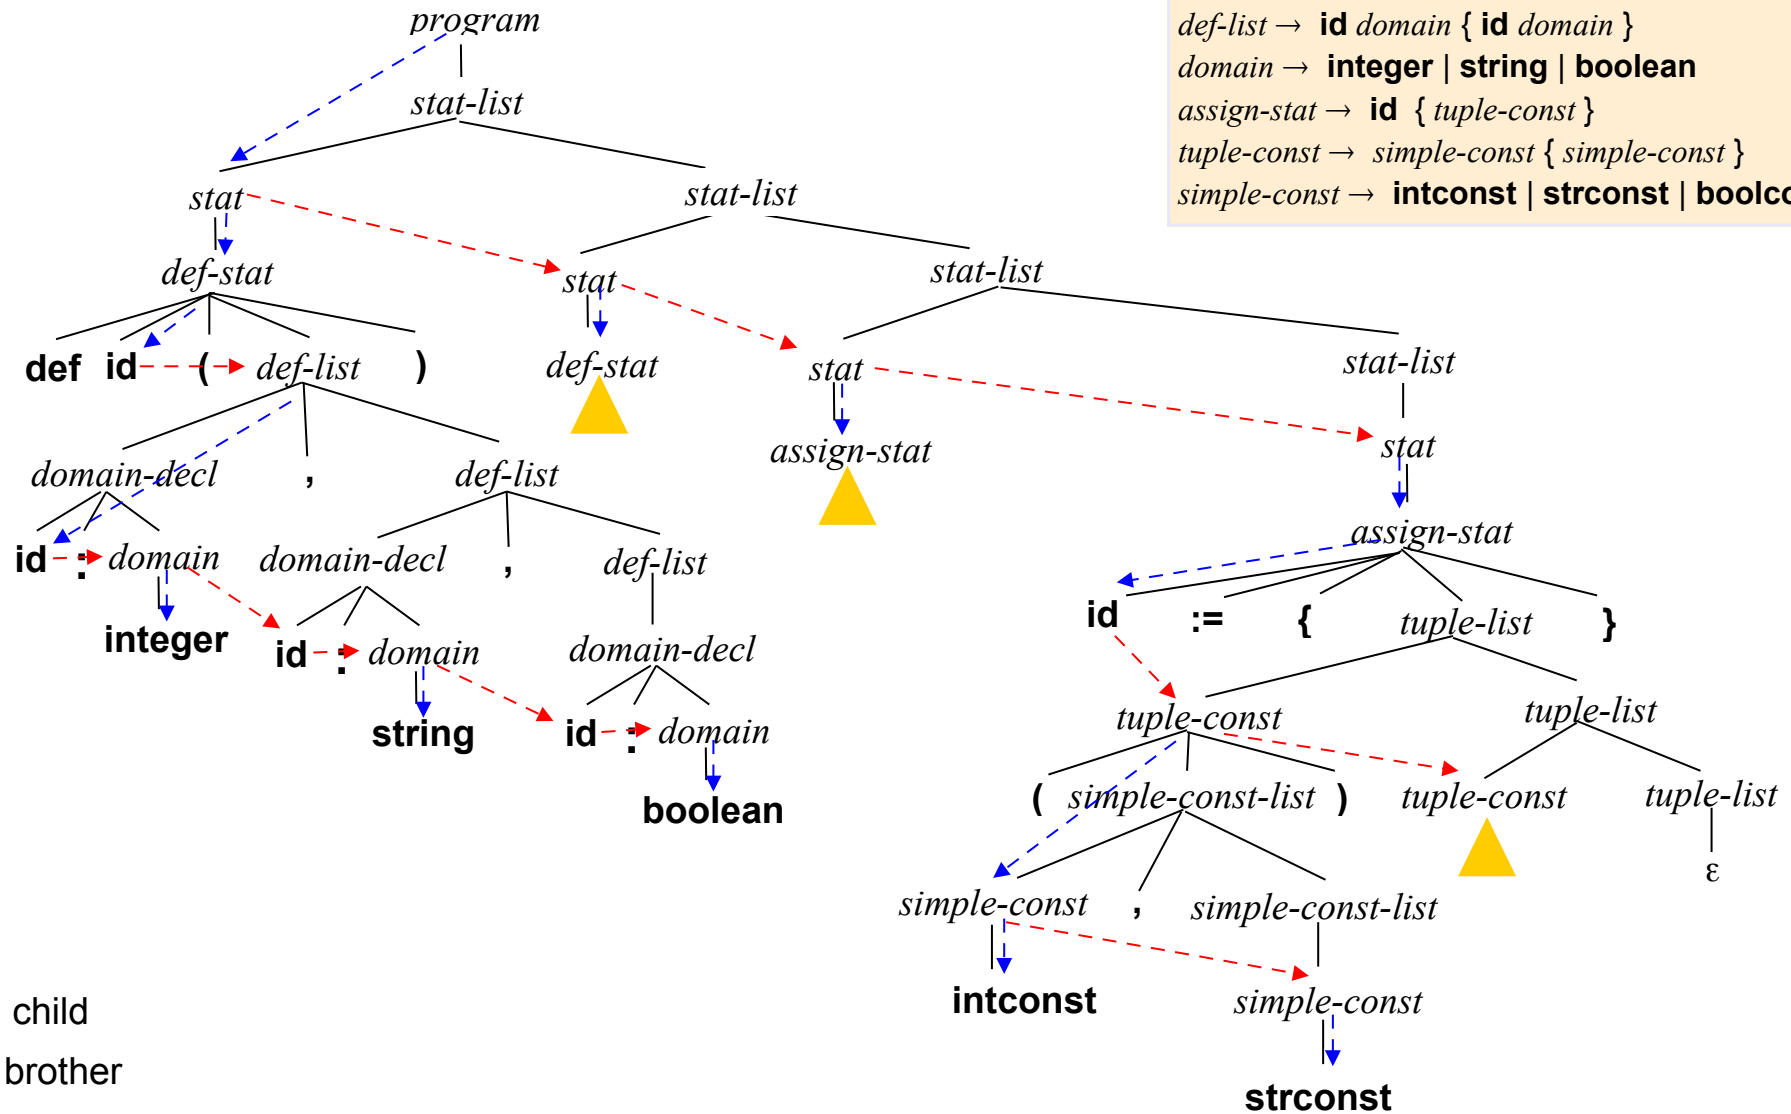 program
def-list → id domain { id domain }
domain → integer | string | boolean
assign-stat → id { tuple-const }
tuple-const → simple-const { simple-const }
simple-const → intconst | strconst | boolco
stat-list
stat stat-list
def-stat stat stat-list
def id ( def-list ) def-stat stat stat-list
domain-decl , def-list assign-stat stat
id : domain domain-decl , def-list assign-stat
integer id : domain domain-decl id := { tuple-list }
string id : domain tuple-const tuple-list
boolean ( simple-const-list ) tuple-const tuple-list
simple-const , simple-const-list ε
child intconst simple-const
brother strconst